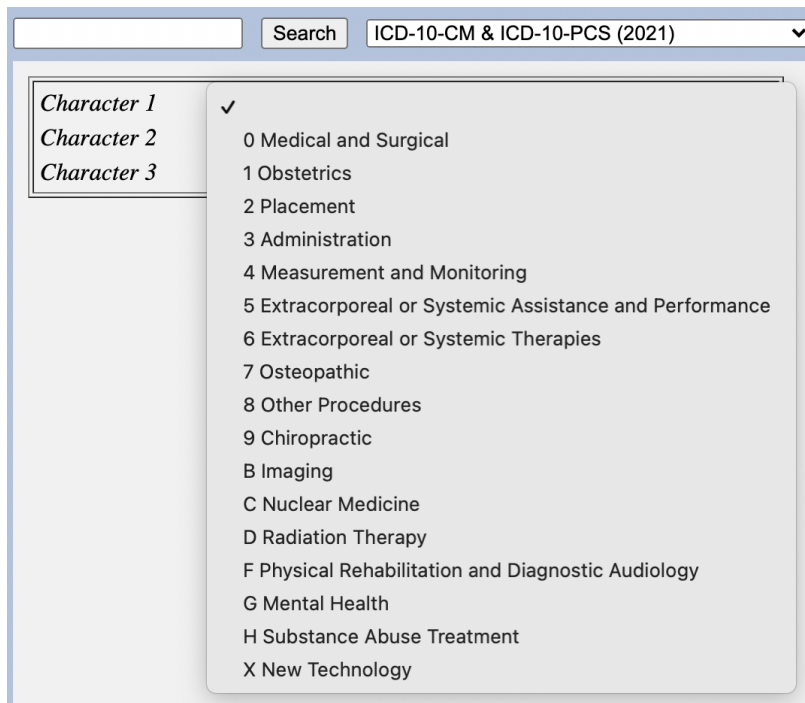 Search ICD-10-CM & ICD-10-PCS (2021)
Character 1
Character 2
Character 3
0 Medical and Surgical
1 Obstetrics
2 Placement
3 Administration
4 Measurement and Monitoring
5 Extracorporeal or Systemic Assistance and Performance
6 Extracorporeal or Systemic Therapies
7 Osteopathic
8 Other Procedures
9 Chiropractic
B Imaging
C Nuclear Medicine
D Radiation Therapy
F Physical Rehabilitation and Diagnostic Audiology
G Mental Health
H Substance Abuse Treatment
X New Technology